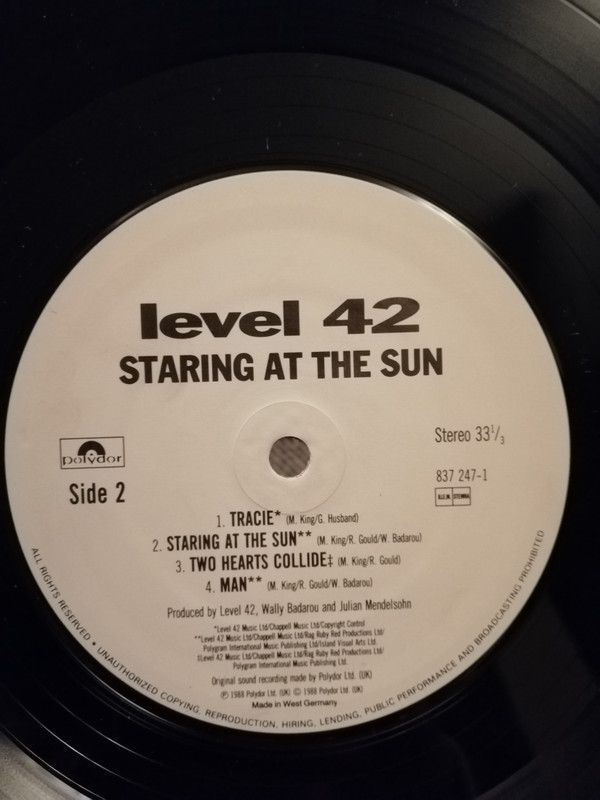 level 42
STARING AT THE SUN
Stereo 33 1/3
polydor
837 247-1
Side 2
B.I.E.M. STEMRA
1. TRACIE* (M. King/G. Husband)
2. STARING AT THE SUN** (M. King/R. Gould/W. Badarou)
3. TWO HEARTS COLLIDE‡ (M. King/R. Gould)
4. MAN** (M. King/R. Gould/W. Badarou)
Produced by Level 42, Wally Badarou and Julian Mendelsohn
*Level 42 Music Ltd/Chappell Music Ltd/Copyright Control
**Level 42 Music Ltd/Chappell Music Ltd/Rag Ruby Red Productions Ltd/
Polygram International Music Publishing Ltd/Island Visual Arts Ltd.
‡Level 42 Music Ltd/Chappell Music Ltd/Rag Ruby Red Productions Ltd/
Polygram International Music Publishing Ltd.
Original sound recording made by Polydor Ltd. (UK)
℗ 1988 Polydor Ltd. (UK) © 1988 Polydor Ltd. (UK)
Made in West Germany
ALL RIGHTS RESERVED • UNAUTHORIZED COPYING, REPRODUCTION, HIRING, LENDING, PUBLIC PERFORMANCE AND BROADCASTING PROHIBITED